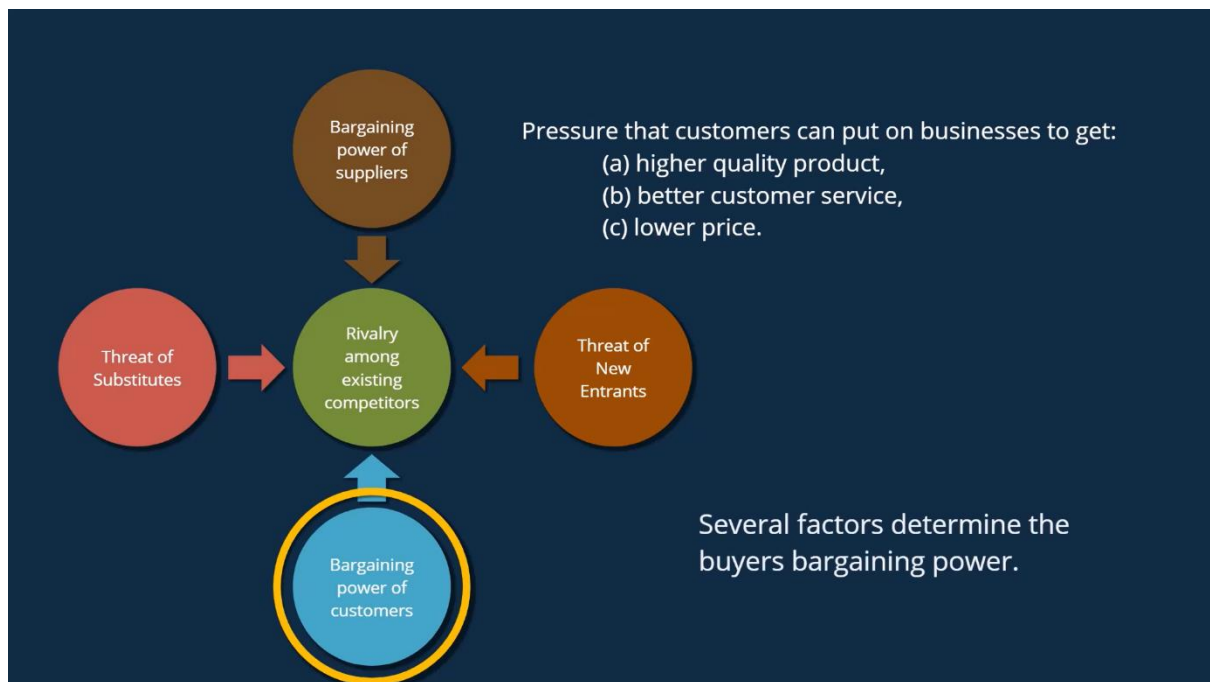 Bargaining
power of
suppliers
Pressure that customers can put on businesses to get:
(a) higher quality product,
(b) better customer service,
(c) lower price.
Threat of
Substitutes
Rivalry
among
existing
competitors
Threat of
New
Entrants
Bargaining
power of
customers
Several factors determine the
buyers bargaining power.